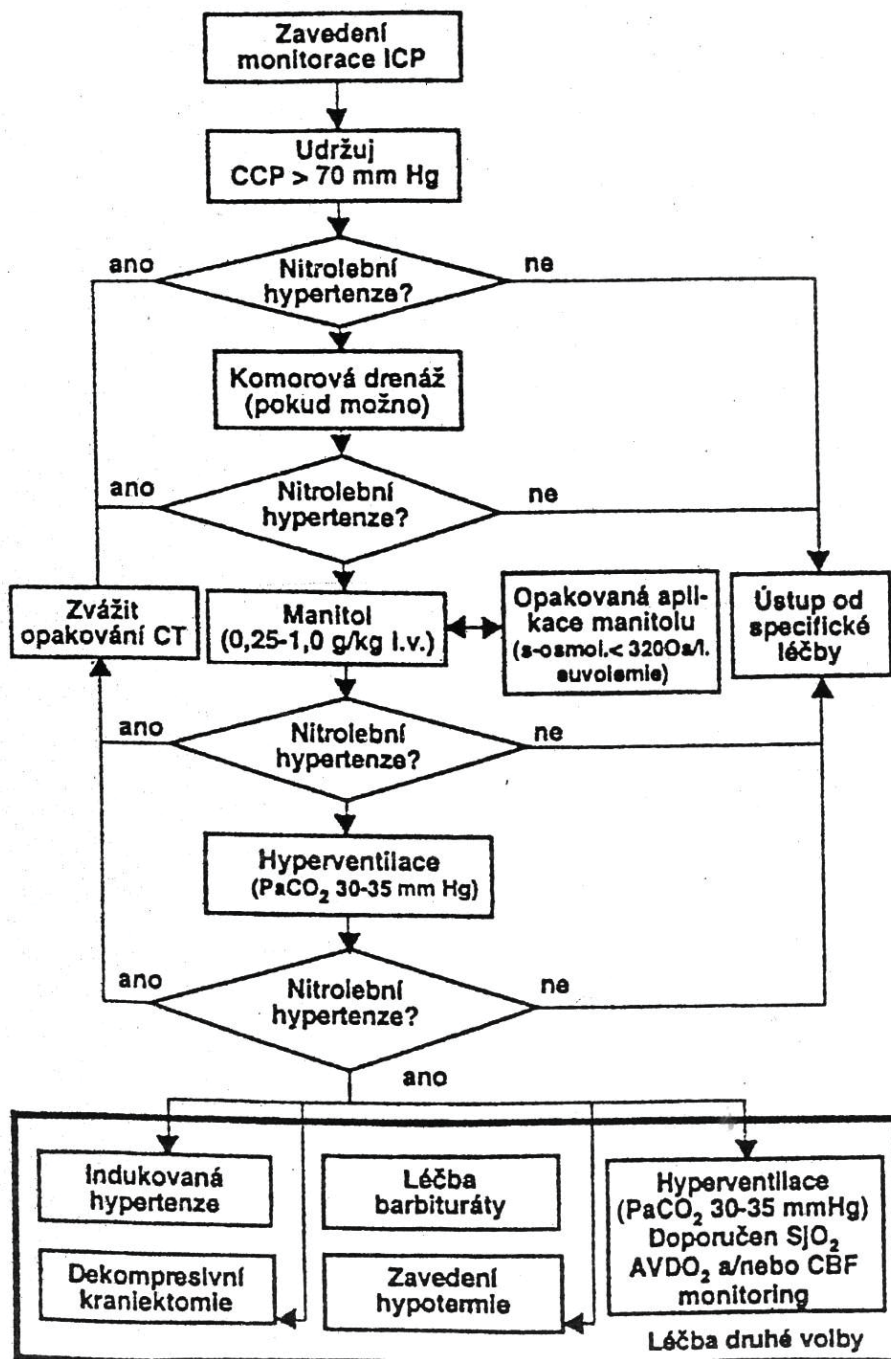 Zavedení
monitorace ICP
Udržuj
CCP > 70 mm Hg
ano
Nitrolební
hypertenze?
ne
Komorová drenáž
(pokud možno)
ano
Nitrolební
hypertenze?
ne
Zvážit
opakování CT
Manitol
(0,25-1,0 g/kg i.v.)
Opakovaná apli-
kace manitolu
(s-osmol.< 320Os/l.
euvolemie)
Ústup od
specifické
léčby
ano
Nitrolební
hypertenze?
ne
Hyperventilace
(PaCO₂ 30-35 mm Hg)
ano
Nitrolební
hypertenze?
ne
ano
Indukovaná
hypertenze
Léčba
barbituráty
Hyperventilace
(PaCO₂ 30-35 mmHg)
Doporučen SjO₂
AVDO₂ a/nebo CBF
monitoring
Dekompresivní
kraniektomie
Zavedení
hypotermie
Léčba druhé volby